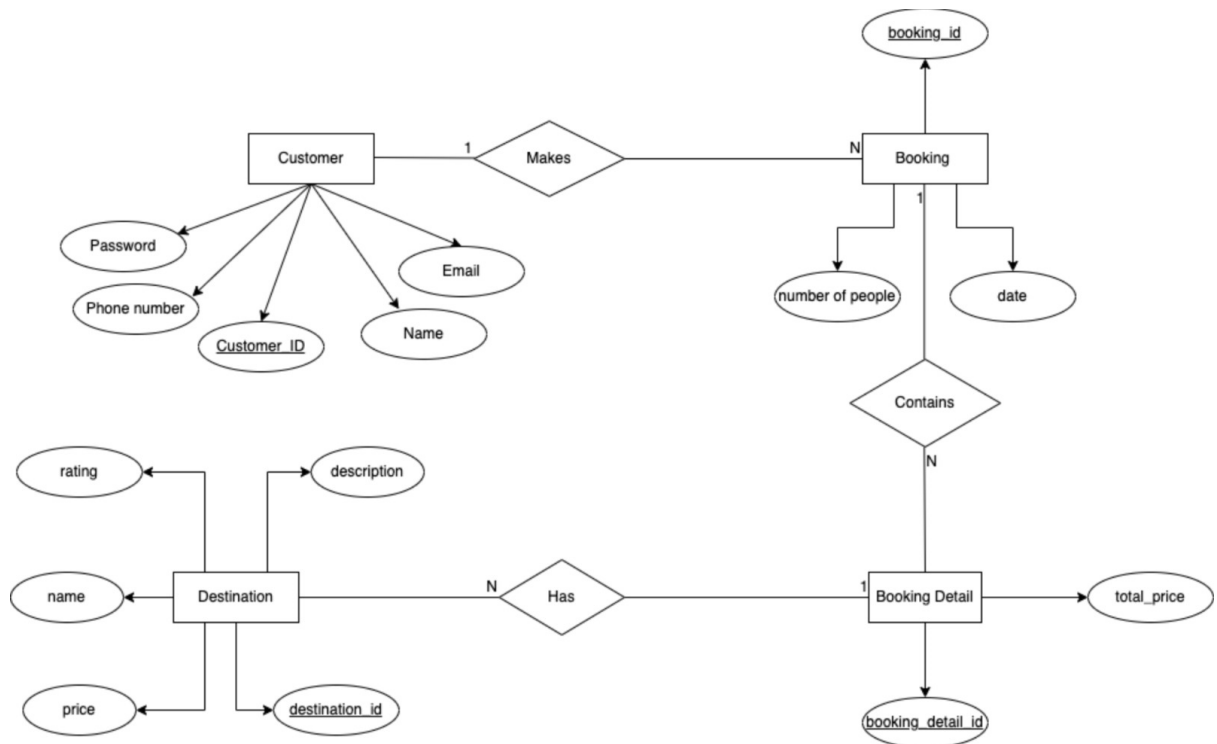 booking_id
Customer
1
Makes
N
Booking
1
Password
Email
Phone number
number of people
date
Name
Customer_ID
Contains
N
rating
description
name
Destination
N
Has
1
Booking Detail
total_price
price
destination_id
booking_detail_id